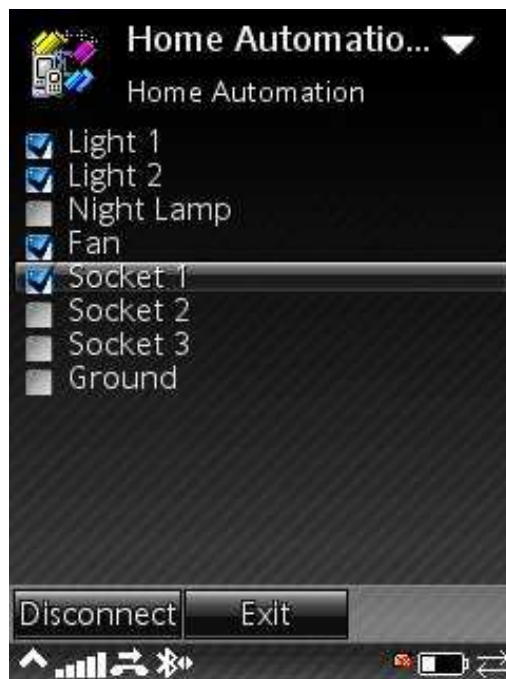 Home Automatio...
Home Automation
Light 1
Light 2
Night Lamp
Fan
Socket 1
Socket 2
Socket 3
Ground
Disconnect Exit